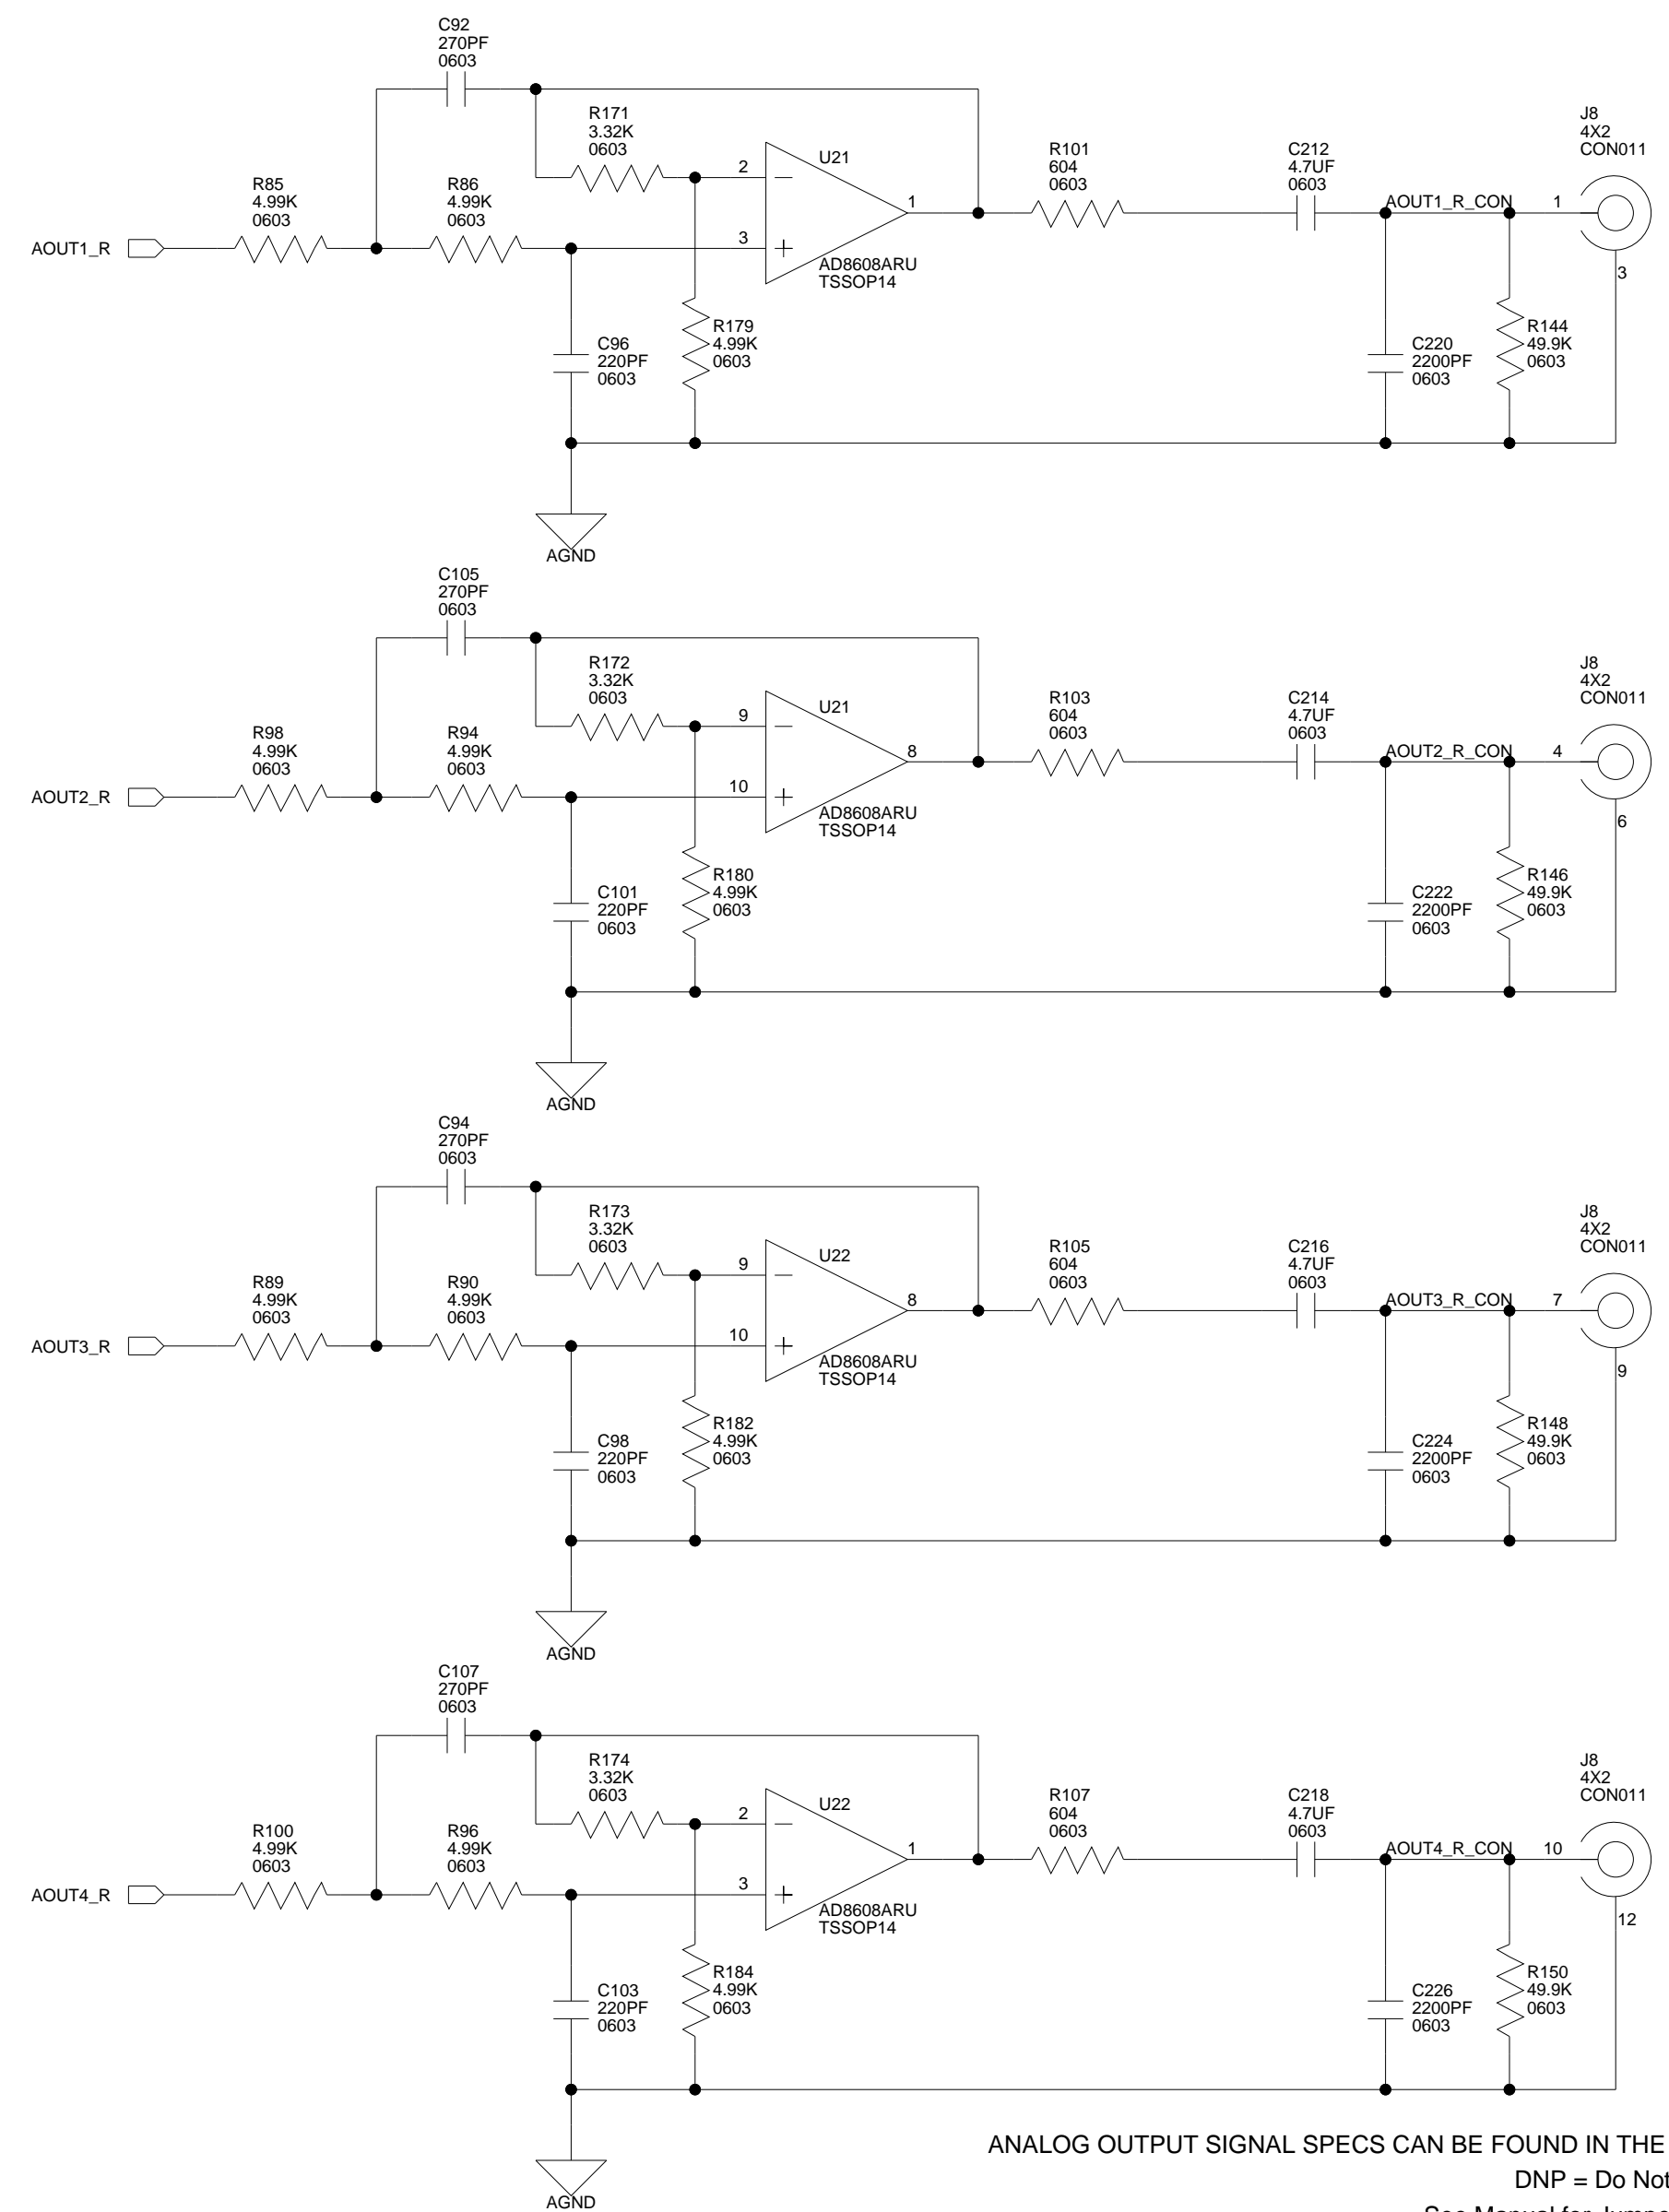 C92
270PF
0603
R171
3.32K
0603
J8
4X2
CON011
R85
4.99K
0603
R86
4.99K
0603
2
U21
1
R101
604
0603
C212
4.7UF
0603
AOUT1_R_CON
1
AOUT1_R
3
AD8608ARU
TSSOP14
3
C96
220PF
0603
R179
4.99K
0603
C220
2200PF
0603
R144
49.9K
0603
AGND
C105
270PF
0603
R172
3.32K
0603
J8
4X2
CON011
R98
4.99K
0603
R94
4.99K
0603
9
U21
8
R103
604
0603
C214
4.7UF
0603
AOUT2_R_CON
4
AOUT2_R
10
AD8608ARU
TSSOP14
6
C101
220PF
0603
R180
4.99K
0603
C222
2200PF
0603
R146
49.9K
0603
AGND
C94
270PF
0603
R173
3.32K
0603
J8
4X2
CON011
R89
4.99K
0603
R90
4.99K
0603
9
U22
8
R105
604
0603
C216
4.7UF
0603
AOUT3_R_CON
7
AOUT3_R
10
AD8608ARU
TSSOP14
9
C98
220PF
0603
R182
4.99K
0603
C224
2200PF
0603
R148
49.9K
0603
AGND
C107
270PF
0603
R174
3.32K
0603
J8
4X2
CON011
R100
4.99K
0603
R96
4.99K
0603
2
U22
1
R107
604
0603
C218
4.7UF
0603
AOUT4_R_CON
10
AOUT4_R
3
AD8608ARU
TSSOP14
12
C103
220PF
0603
R184
4.99K
0603
C226
2200PF
0603
R150
49.9K
0603
AGND
ANALOG OUTPUT SIGNAL SPECS CAN BE FOUND IN THE
DNP = Do Not
See Manual for Jumpe